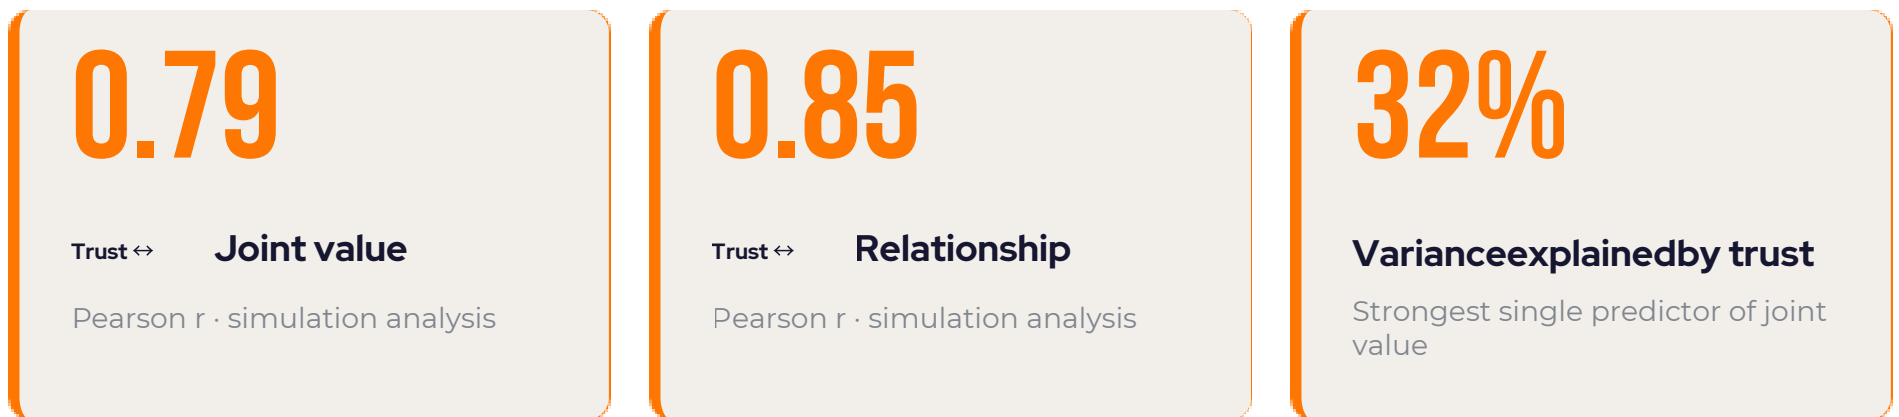 0.79
Trust ↔ Joint value
Pearson r · simulation analysis
0.85
Trust ↔ Relationship
Pearson r · simulation analysis
32%
Varianceexplainedby trust
Strongest single predictor of joint
value